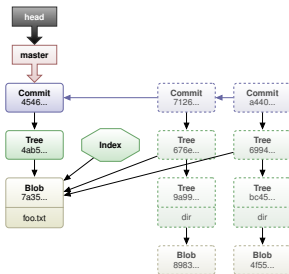 head
master
Commit
4546...
Commit
7126...
Commit
a440...
Tree
4ab5...
Index
Tree
676e...
Tree
6994...
Blob
7a35...
foo.txt
Tree
9a99...
dir
Tree
bc45...
dir
Blob
8983...
Blob
4f55...